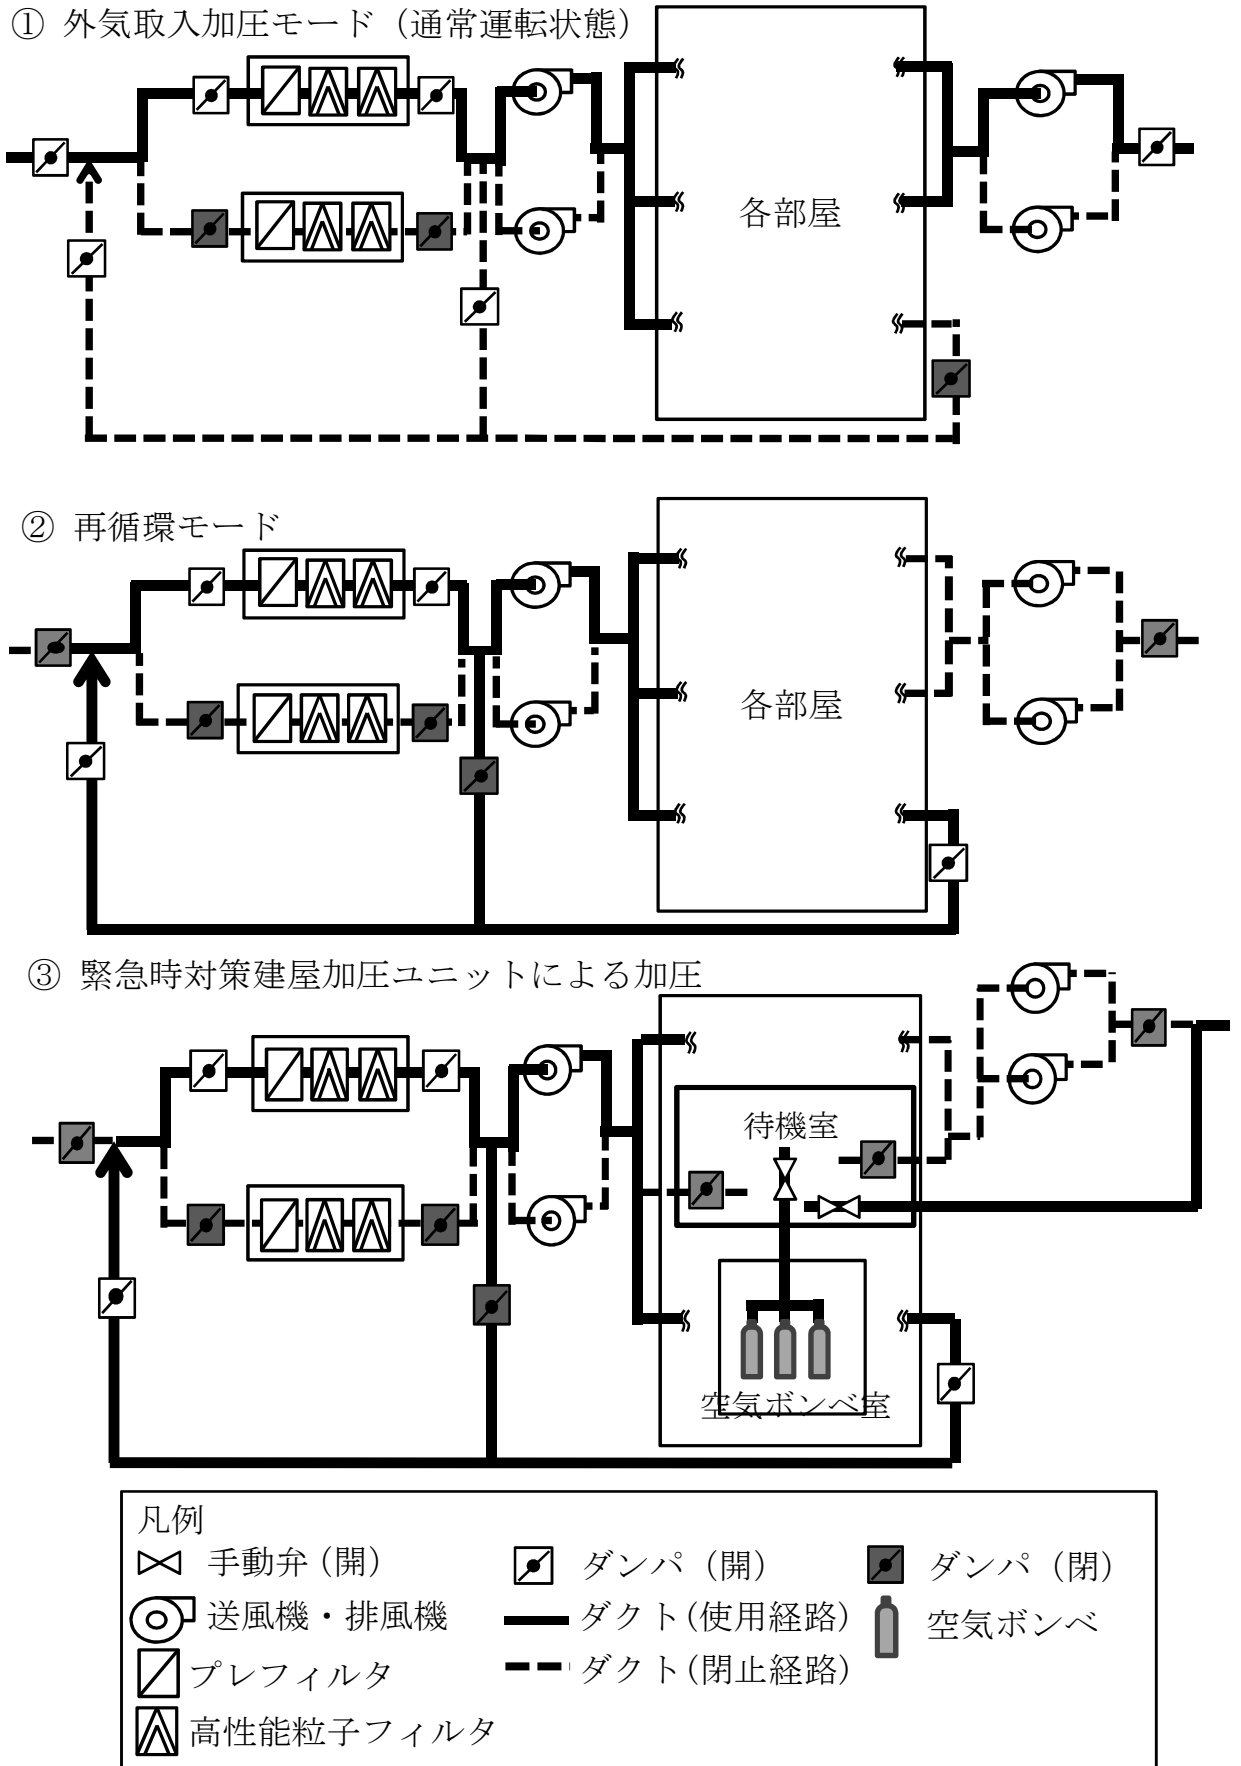 ① 外気取入加圧モード（通常運転状態）
各部屋
② 再循環モード
各部屋
③ 緊急時対策建屋加圧ユニットによる加圧
待機室
空気ボンベ室
凡例
手動弁(開)
ダンパ（開）
ダンパ（閉）
送風機・排風機
ダクト(使用経路)
空気ボンベ
プレフィルタ
ダクト(閉止経路)
高性能粒子フィルタ